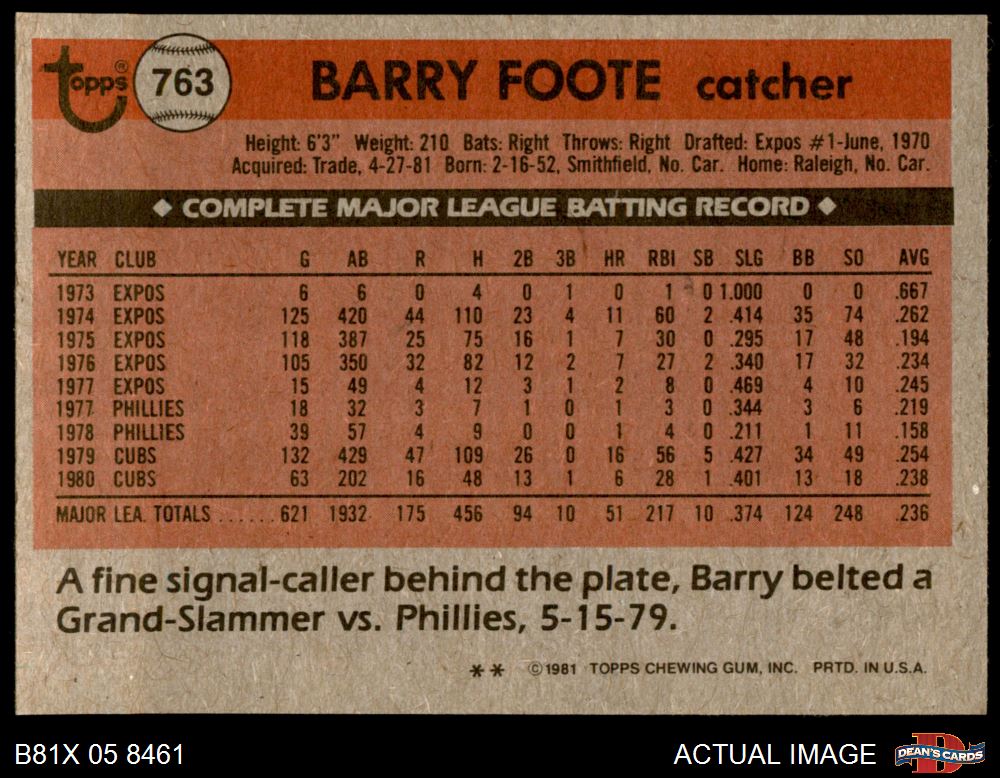 topps®
763
BARRY FOOTE catcher
Height: 6'3" Weight: 210 Bats: Right Throws: Right Drafted: Expos #1-June, 1970
Acquired: Trade, 4-27-81 Born: 2-16-52, Smithfield, No. Car. Home: Raleigh, No. Car.
◆ COMPLETE MAJOR LEAGUE BATTING RECORD ◆
YEAR CLUB G AB R H 2B 3B HR RBI SB SLG BB SO AVG
1973 EXPOS 6 6 0 4 0 1 0 1 0 1.000 0 0 .667
1974 EXPOS 125 420 44 110 23 4 11 60 2 .414 35 74 .262
1975 EXPOS 118 387 25 75 16 1 7 30 0 .295 17 48 .194
1976 EXPOS 105 350 32 82 12 2 7 27 2 .340 17 32 .234
1977 EXPOS 15 49 4 12 3 1 2 8 0 .469 4 10 .245
1977 PHILLIES 18 32 3 7 1 0 1 3 0 .344 3 6 .219
1978 PHILLIES 39 57 4 9 0 0 1 4 0 .211 1 11 .158
1979 CUBS 132 429 47 109 26 0 16 56 5 .427 34 49 .254
1980 CUBS 63 202 16 48 13 1 6 28 1 .401 13 18 .238
MAJOR LEA. TOTALS ...... 621 1932 175 456 94 10 51 217 10 .374 124 248 .236
A fine signal-caller behind the plate, Barry belted a
Grand-Slammer vs. Phillies, 5-15-79.
** ©1981 TOPPS CHEWING GUM, INC. PRTD. IN U.S.A.
B81X 05 8461
ACTUAL IMAGE
DEAN'S CARDS